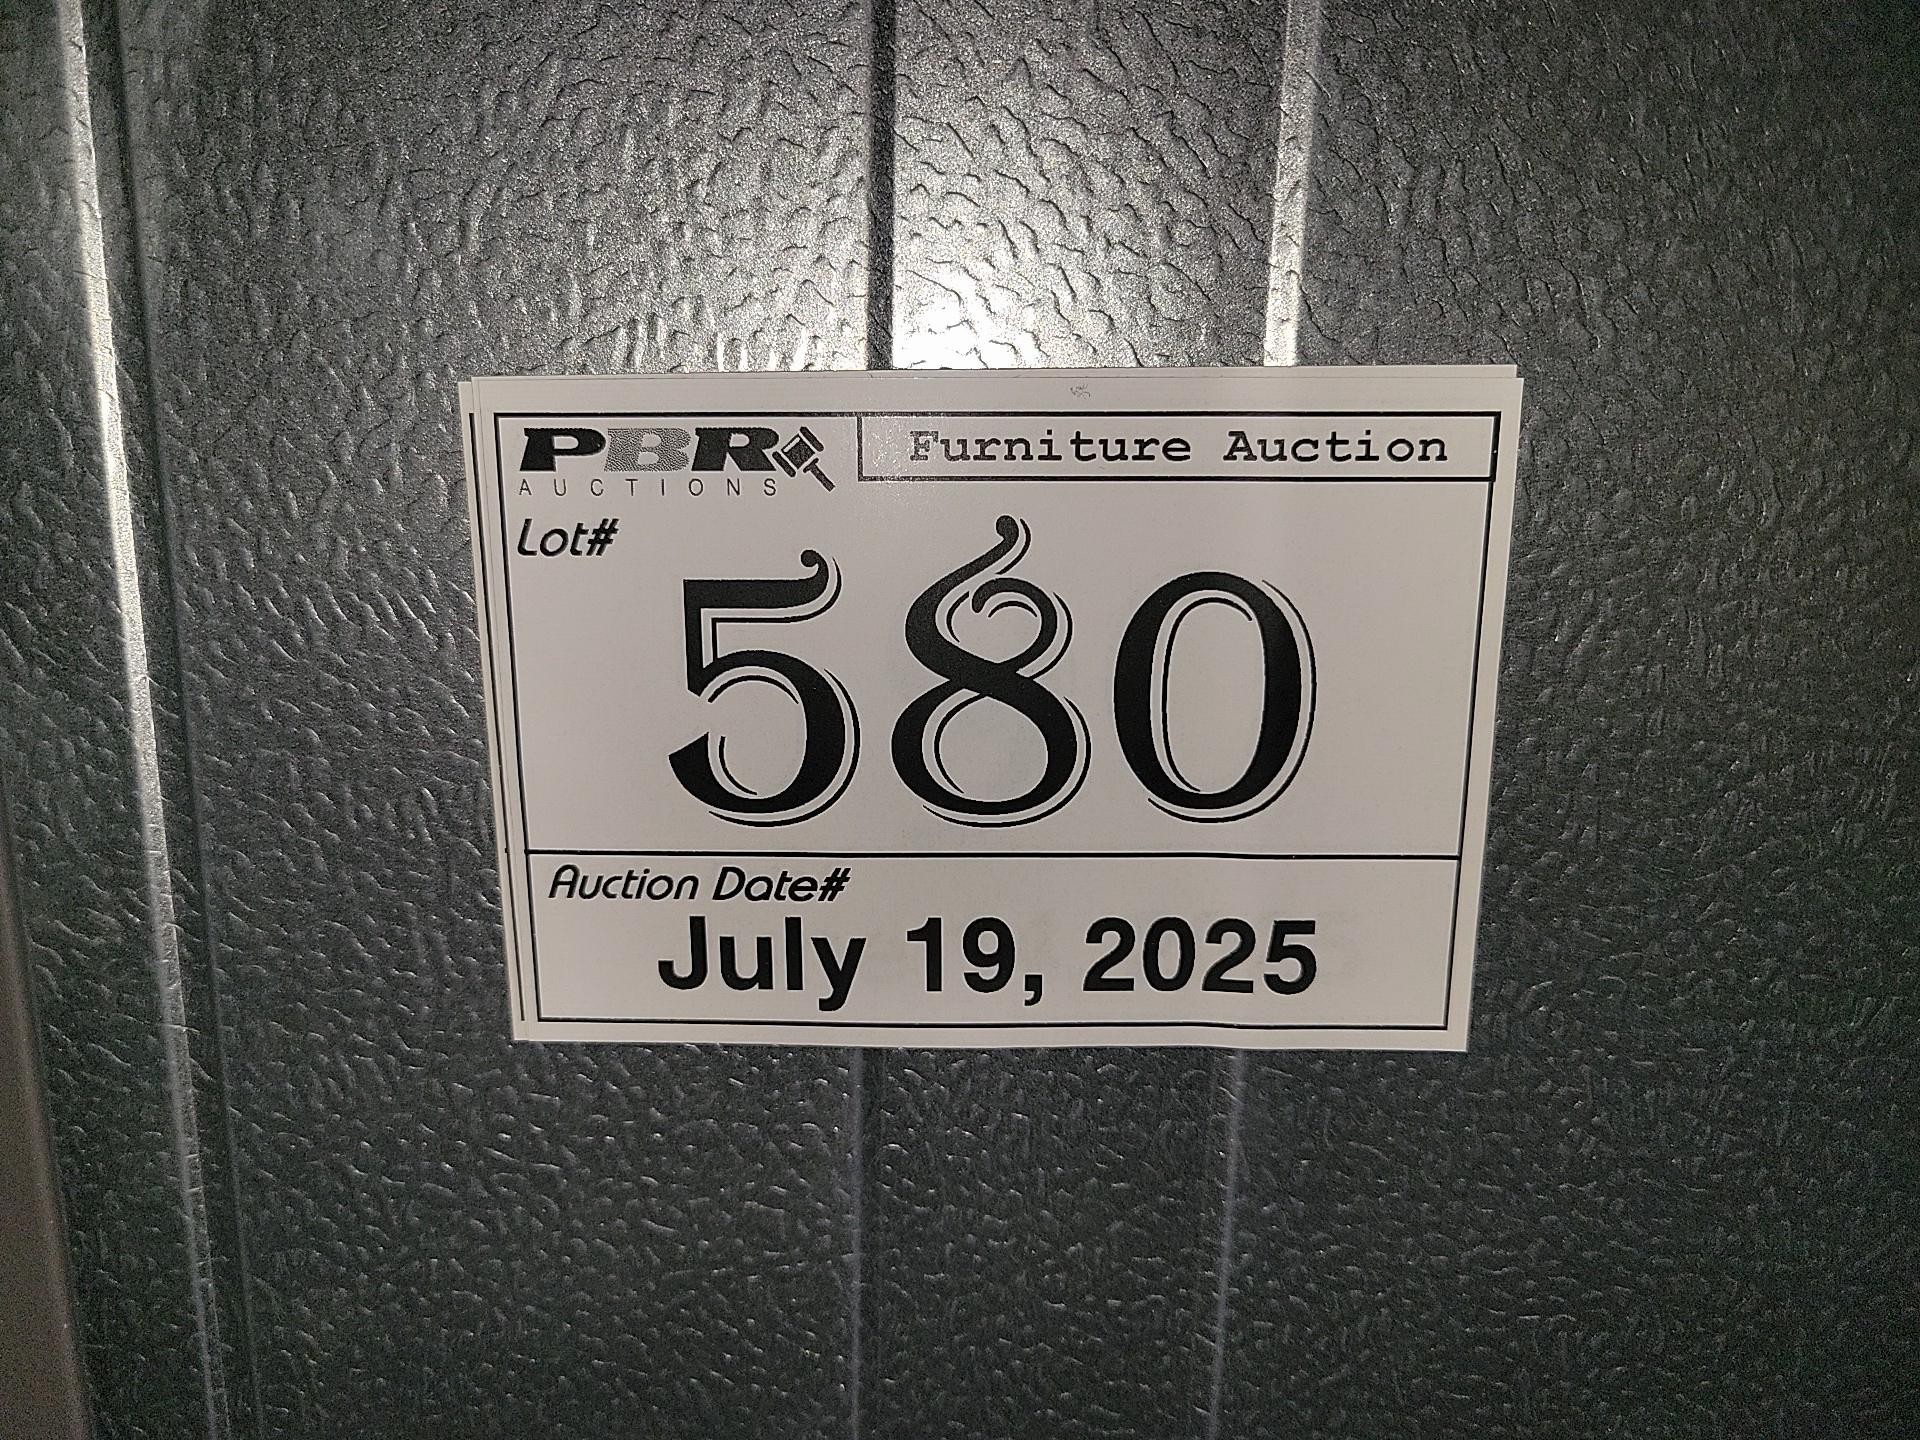 PBR
AUCTIONS
Furniture Auction
Lot#
580
Auction Date#
July 19, 2025